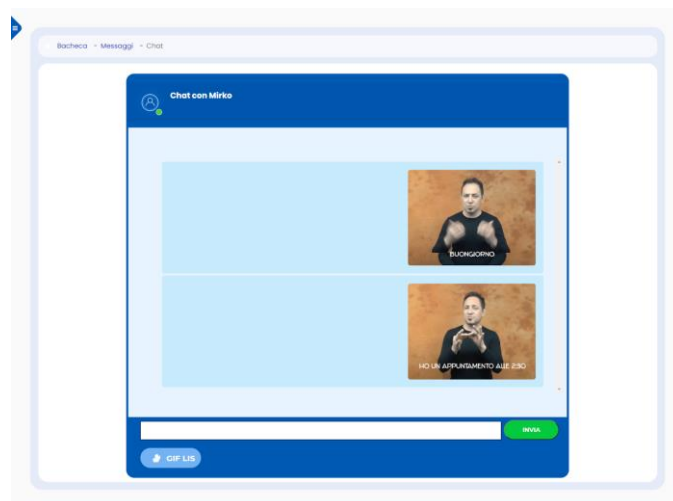 Bacheca - Messaggi - Chat
Chat con Mirko
BUONGIORNO
HO UN APPUNTAMENTO ALLE 2:30
INVIA
GIF LIS